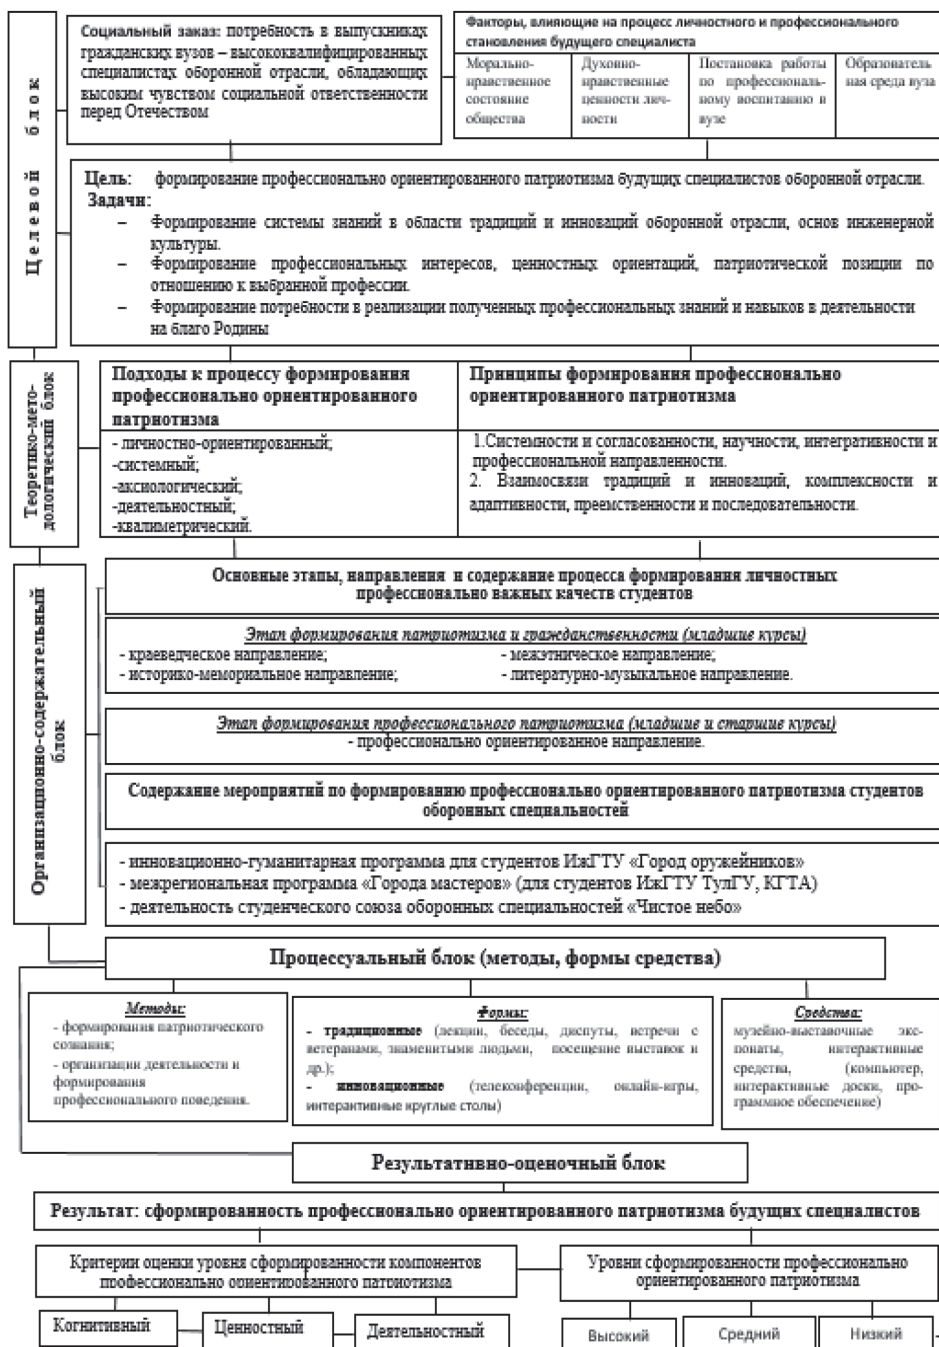 Целевой блок
Социальный заказ: потребность в выпускниках
гражданских вузов – высококвалифицированных
специалистах оборонной отрасли, обладающих
высоким чувством социальной ответственности
перед Отечеством
Факторы, влияющие на процесс личностного и профессионального
становления будущего специалиста
Морально-
нравственное
состояние
общества
Духовно-
нравственные
ценности лич-
ности
Постановка работы
по профессиональ-
ному воспитанию в
вузе
Образователь
ная среда вуза
Цель: формирование профессионально ориентированного патриотизма будущих специалистов оборонной отрасли.
Задачи:
– Формирование системы знаний в области традиций и инноваций оборонной отрасли, основ инженерной
культуры.
– Формирование профессиональных интересов, ценностных ориентаций, патриотической позиции по
отношению к выбранной профессии.
– Формирование потребности в реализации полученных профессиональных знаний и навыков в деятельности
на благо Родины
Теоретико-мето-
дологический блок
Подходы к процессу формирования
профессионально ориентированного
патриотизма
- личностно-ориентированный;
-системный;
-аксиологический;
-деятельностный;
-квалиметрический.
Принципы формирования профессионально
ориентированного патриотизма
1.Системности и согласованности, научности, интегративности и
профессиональной направленности.
2. Взаимосвязи традиций и инноваций, комплексности и
адаптивности, преемственности и последовательности.
Организационно-содержательный
блок
Основные этапы, направления и содержание процесса формирования личностных
профессионально важных качеств студентов
Этап формирования патриотизма и гражданственности (младшие курсы)
- краеведческое направление; - межэтническое направление;
- историко-мемориальное направление; - литературно-музыкальное направление.
Этап формирования профессионального патриотизма (младшие и старшие курсы)
- профессионально ориентированное направление.
Содержание мероприятий по формированию профессионально ориентированного патриотизма студентов
оборонных специальностей
- инновационно-гуманитарная программа для студентов ИжГТУ «Город оружейников»
- межрегиональная программа «Города мастеров» (для студентов ИжГТУ ТулГУ, КГТА)
- деятельность студенческого союза оборонных специальностей «Чистое небо»
Процессуальный блок (методы, формы средства)
Методы:
- формирования патриотического
сознания;
- организации деятельности и
формирования
профессионального поведения.
Формы:
- традиционные (лекции, беседы, диспуты, встречи с
ветеранами, знаменитыми людьми, посещение выставок и
др.);
- инновационные (телеконференции, онлайн-игры,
интерактивные круглые столы)
Средства:
музейно-выставочные экс-
понаты, интерактивные
средства, (компьютер,
интерактивные доски, про-
граммное обеспечение)
Результативно-оценочный блок
Результат: сформированность профессионально ориентированного патриотизма будущих специалистов
Критерии оценки уровня сформированности компонентов
профессионально ориентированного патриотизма
Уровни сформированности профессионально
ориентированного патриотизма
Когнитивный
Ценностный
Деятельностный
Высокий
Средний
Низкий